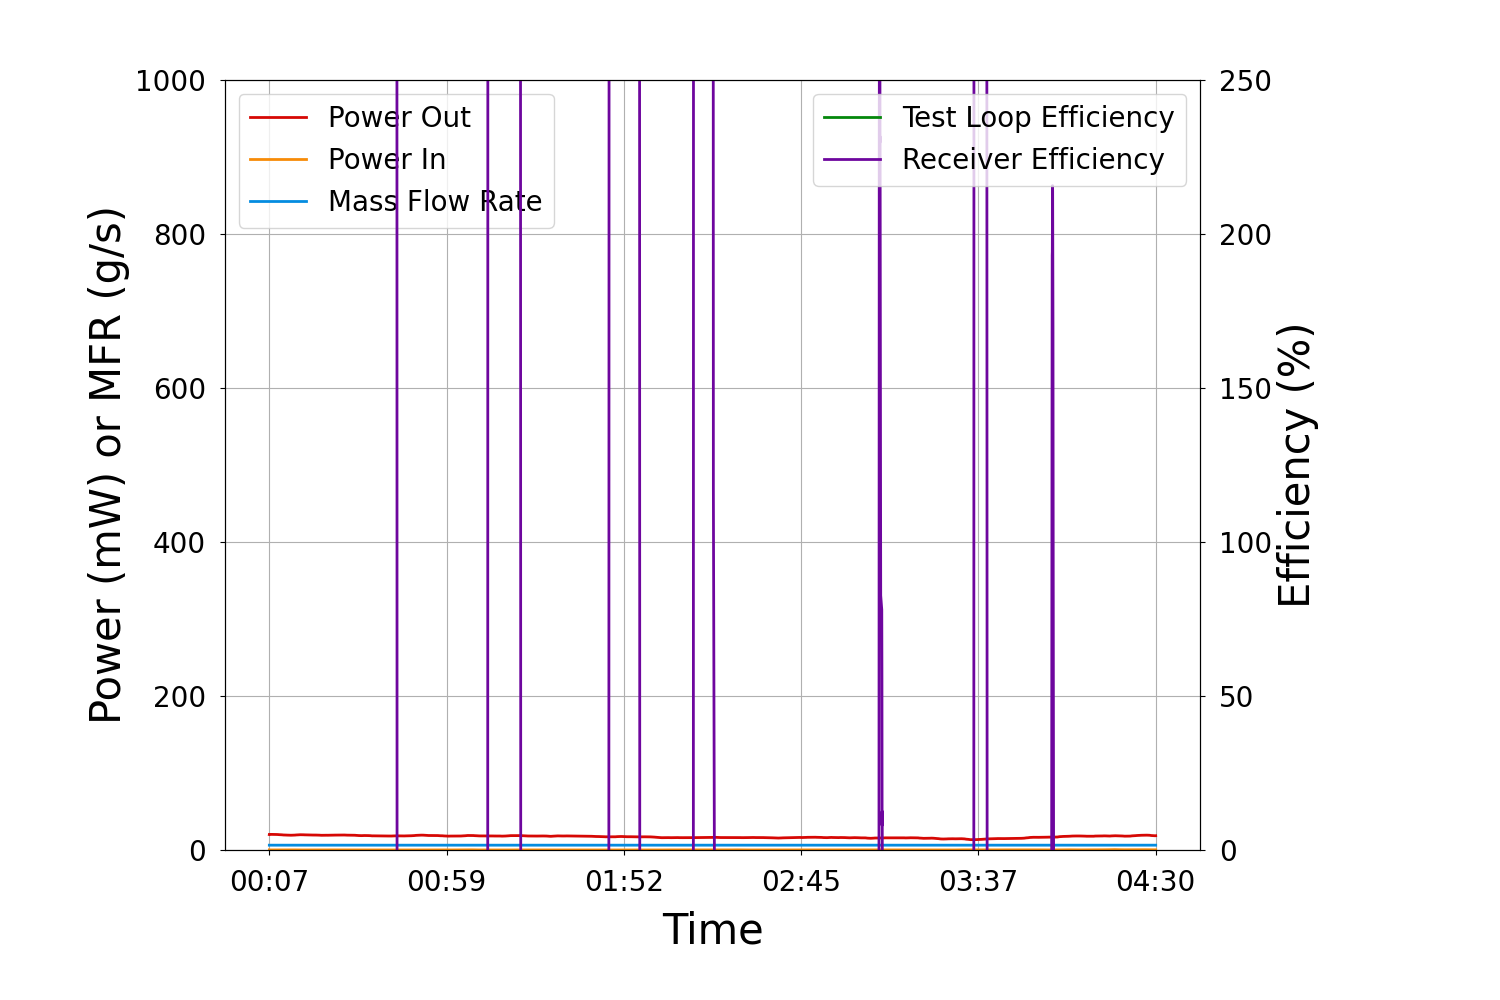 1000
800
600
400
200
0
Power (mW) or MFR (g/s)
Power Out
Power In
Mass Flow Rate
Test Loop Efficiency
Receiver Efficiency
250
200
150
100
50
0
Efficiency (%)
00:07 00:59 01:52 02:45 03:37 04:30
Time